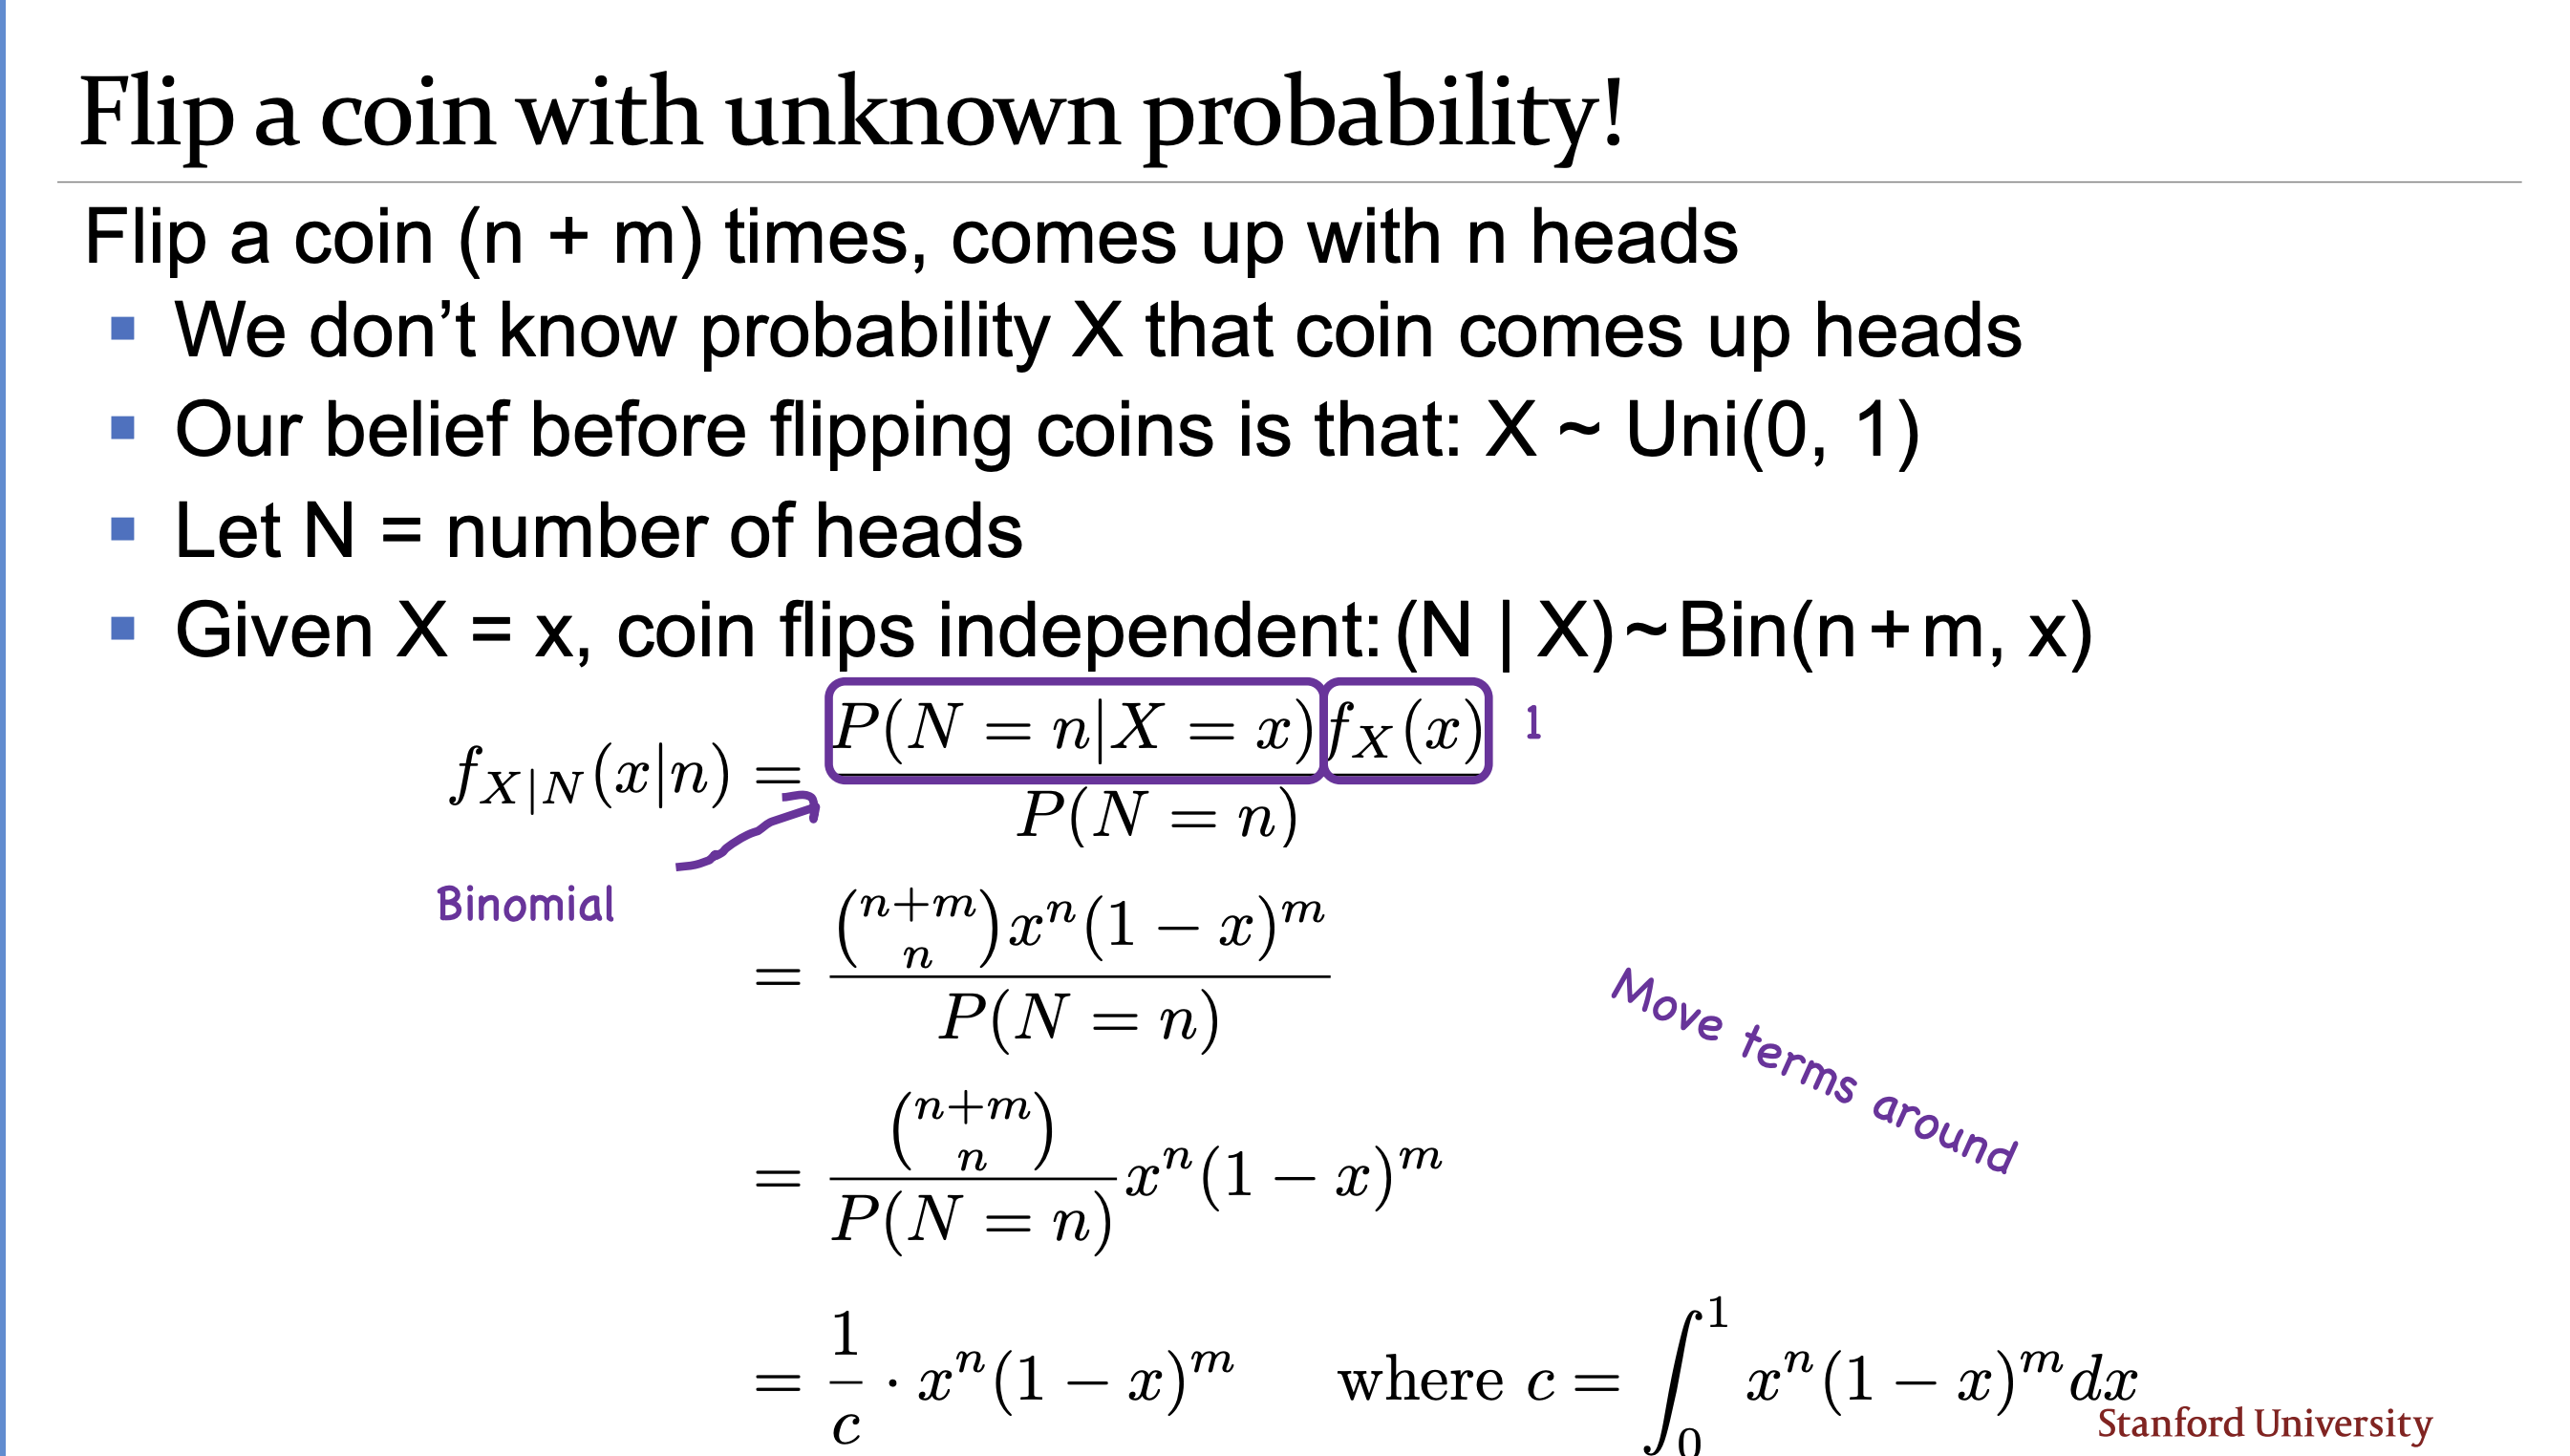 Flip a coin with unknown probability!
Flip a coin (n + m) times, comes up with n heads
We don’t know probability X that coin comes up heads
Our belief before flipping coins is that: X ~ Uni(0, 1)
Let N = number of heads
Given X = x, coin flips independent: (N | X) ~ Bin(n + m, x)
f_{X|N}(x|n) = \frac{P(N = n|X = x) f_X(x)}{P(N = n)} 1
Binomial
= \frac{\binom{n+m}{n} x^n (1 − x)^m}{P(N = n)}
Move terms around
= \frac{\binom{n+m}{n}}{P(N = n)} x^n (1 − x)^m
= \frac{1}{c} · x^n (1 − x)^m where c = \int_0^1 x^n (1 − x)^m dx
Stanford University